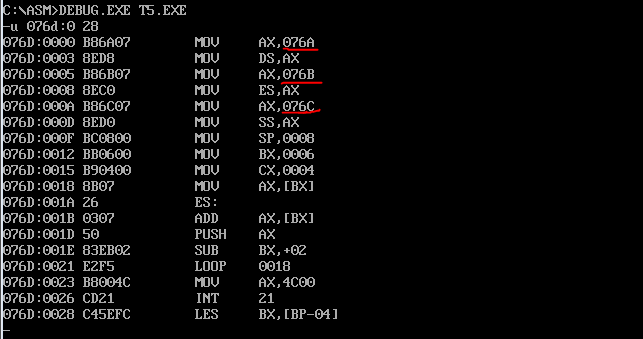 C:\ASM>DEBUG.EXE T5.EXE
-u 076d:0 28
076D:0000 B86A07 MOV AX,076A
076D:0003 8ED8 MOV DS,AX
076D:0005 B86B07 MOV AX,076B
076D:0008 8EC0 MOV ES,AX
076D:000A B86C07 MOV AX,076C
076D:000D 8ED0 MOV SS,AX
076D:000F BC0800 MOV SP,0008
076D:0012 BB0600 MOV BX,0006
076D:0015 B90400 MOV CX,0004
076D:0018 8B07 MOV AX,[BX]
076D:001A 26 ES:
076D:001B 0307 ADD AX,[BX]
076D:001D 50 PUSH AX
076D:001E 83EB02 SUB BX,+02
076D:0021 E2F5 LOOP 0018
076D:0023 B8004C MOV AX,4C00
076D:0026 CD21 INT 21
076D:0028 C45EFC LES BX,[BP-04]
-